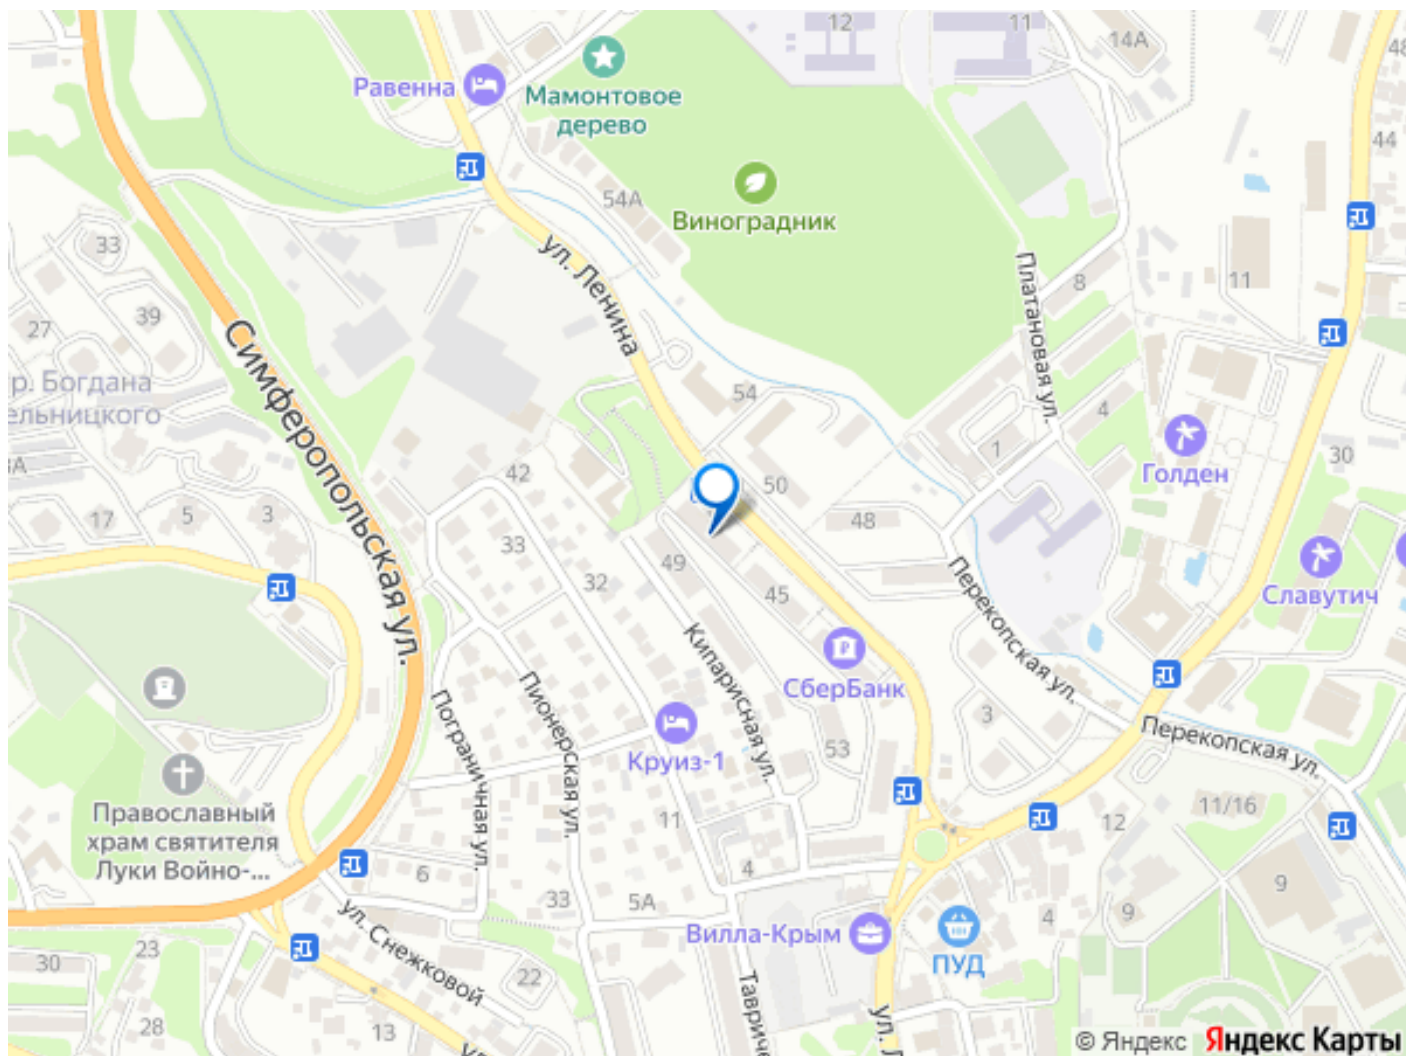 12
11
14А
Равенна
Мамонтовое
дерево
44
54А
Виноградник
33
ул. Ленина
Платановая ул.
8
11
39
27
Симферопольская ул.
р. Богдана
ельницкого
54
4
1
Голден
30
42
50
48
17
5
3
33
32
49
45
Перекопская ул.
Славутич
Кипарисная ул.
СберБанк
Пограничная ул.
Пионерская ул.
3
Круиз-1
53
Перекопская ул.
Православный
храм святителя
Луки Войно-...
11
12
11/16
6
4
9
33
5А
ул. Снежковой
Вилла-Крым
ПУД
4
9
23
30
22
28
13
Тавриче
ул. Л
© Яндекс Яндекс Карты